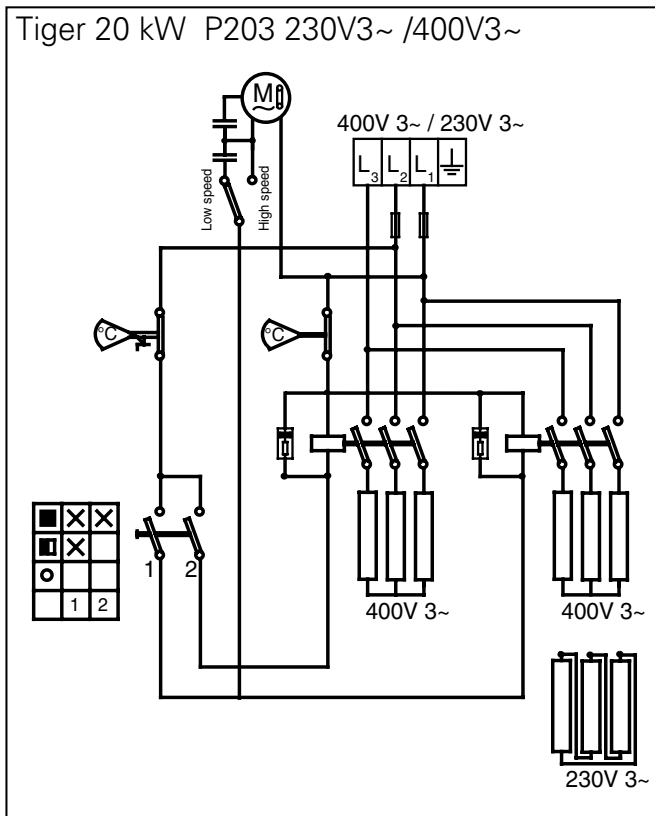 Tiger 20 kW P203 230V3~ /400V3~
M
~
400V 3~ / 230V 3~
L3 L2 L1
Low speed
High speed
°C
°C
1 2
1 2
400V 3~
400V 3~
230V 3~